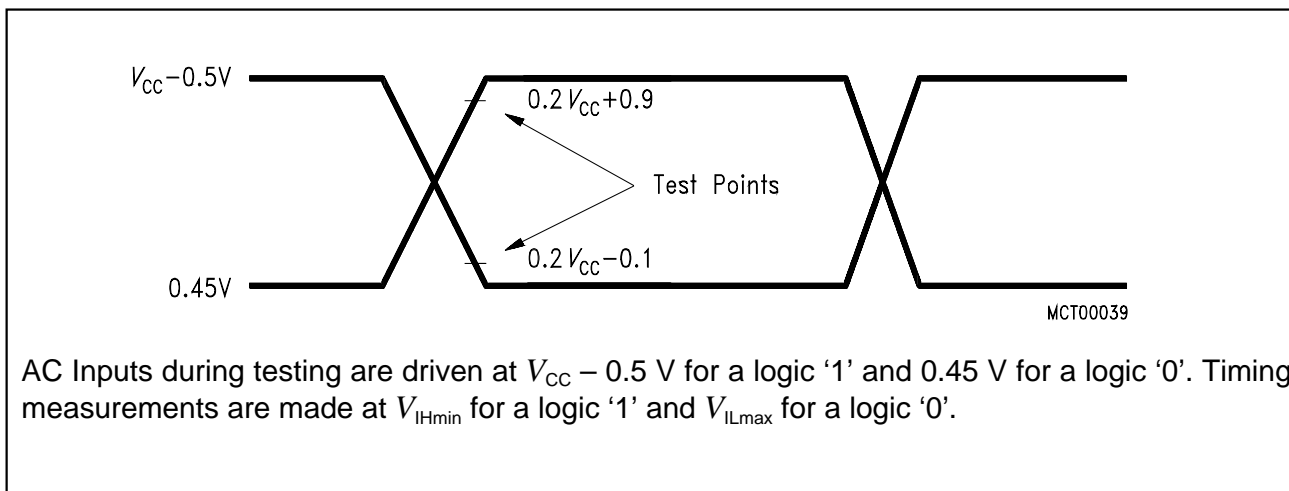 V_CC−0.5V
0.2 V_CC+0.9
Test Points
0.2 V_CC−0.1
0.45V
MCT00039
AC Inputs during testing are driven at V_CC – 0.5 V for a logic ‘1’ and 0.45 V for a logic ‘0’. Timing
measurements are made at V_IHmin for a logic ‘1’ and V_ILmax for a logic ‘0’.